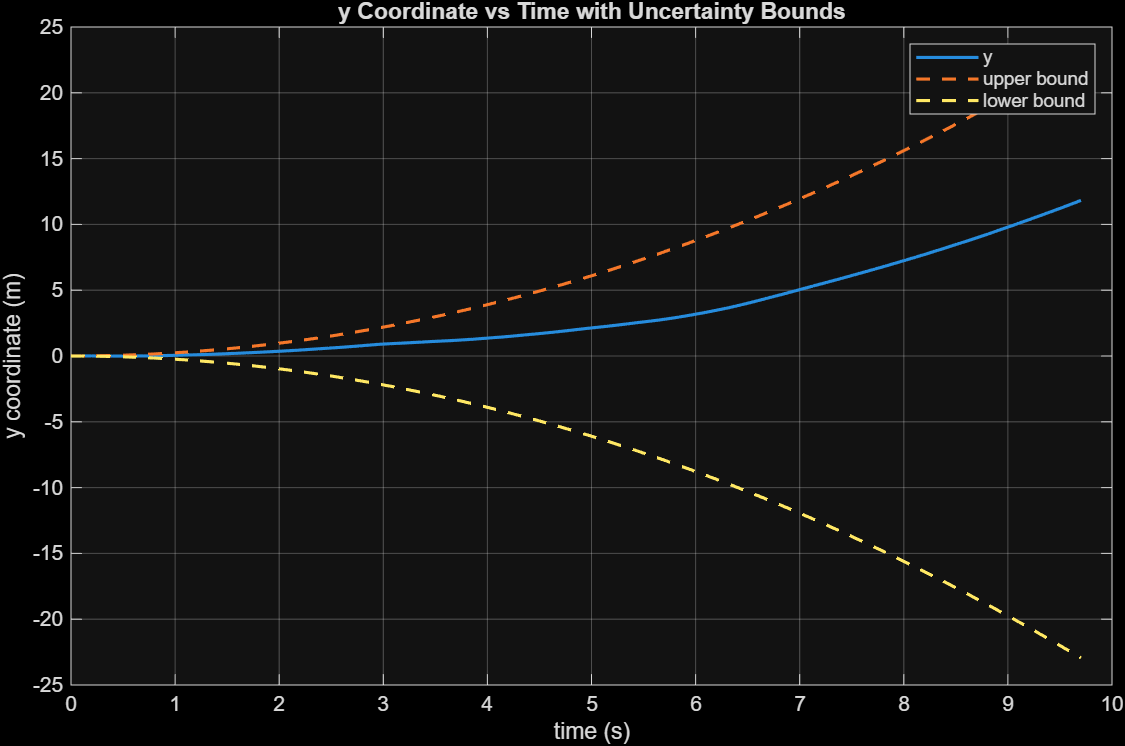 y Coordinate vs Time with Uncertainty Bounds
25
20
15
10
5
0
-5
-10
-15
-20
-25
y coordinate (m)
y
upper bound
lower bound
0 1 2 3 4 5 6 7 8 9 10
time (s)